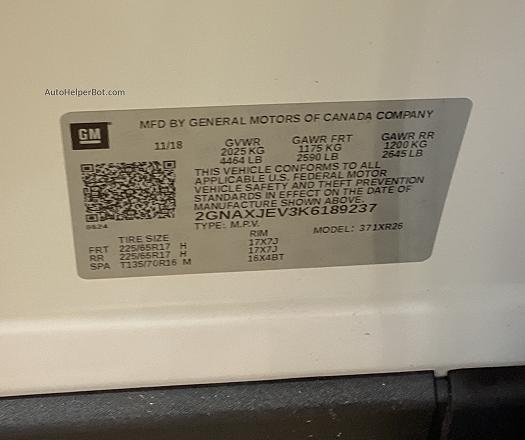 AutoHelperBot.com
GM
MFD BY GENERAL MOTORS OF CANADA COMPANY
11/18 GVWR GAWR FRT GAWR RR
2025 KG 1175 KG 1200 KG
4464 LB 2590 LB 2645 LB
THIS VEHICLE CONFORMS TO ALL
APPLICABLE U.S. FEDERAL MOTOR
VEHICLE SAFETY AND THEFT PREVENTION
STANDARDS IN EFFECT ON THE DATE OF
MANUFACTURE SHOWN ABOVE.
2GNAXJEV3K6189237
0624
TYPE: M.P.V. MODEL: 371XR26
TIRE SIZE RIM
FRT 225/65R17 H 17X7J
RR 225/65R17 H 17X7J
SPA T135/70R16 M 16X4BT